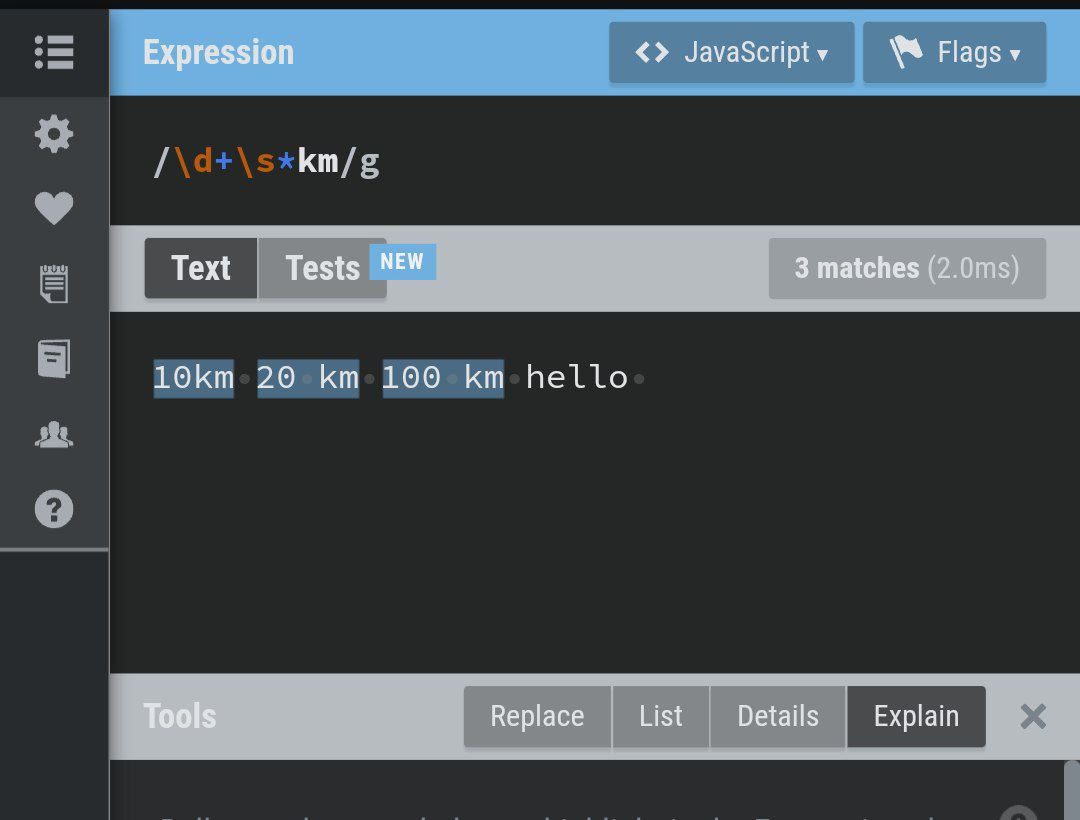 Expression
<> JavaScript ▾
Flags ▾
/\d+\s*km/g
Text
Tests
NEW
3 matches (2.0ms)
10km 20 km 100 km hello
Tools
Replace
List
Details
Explain